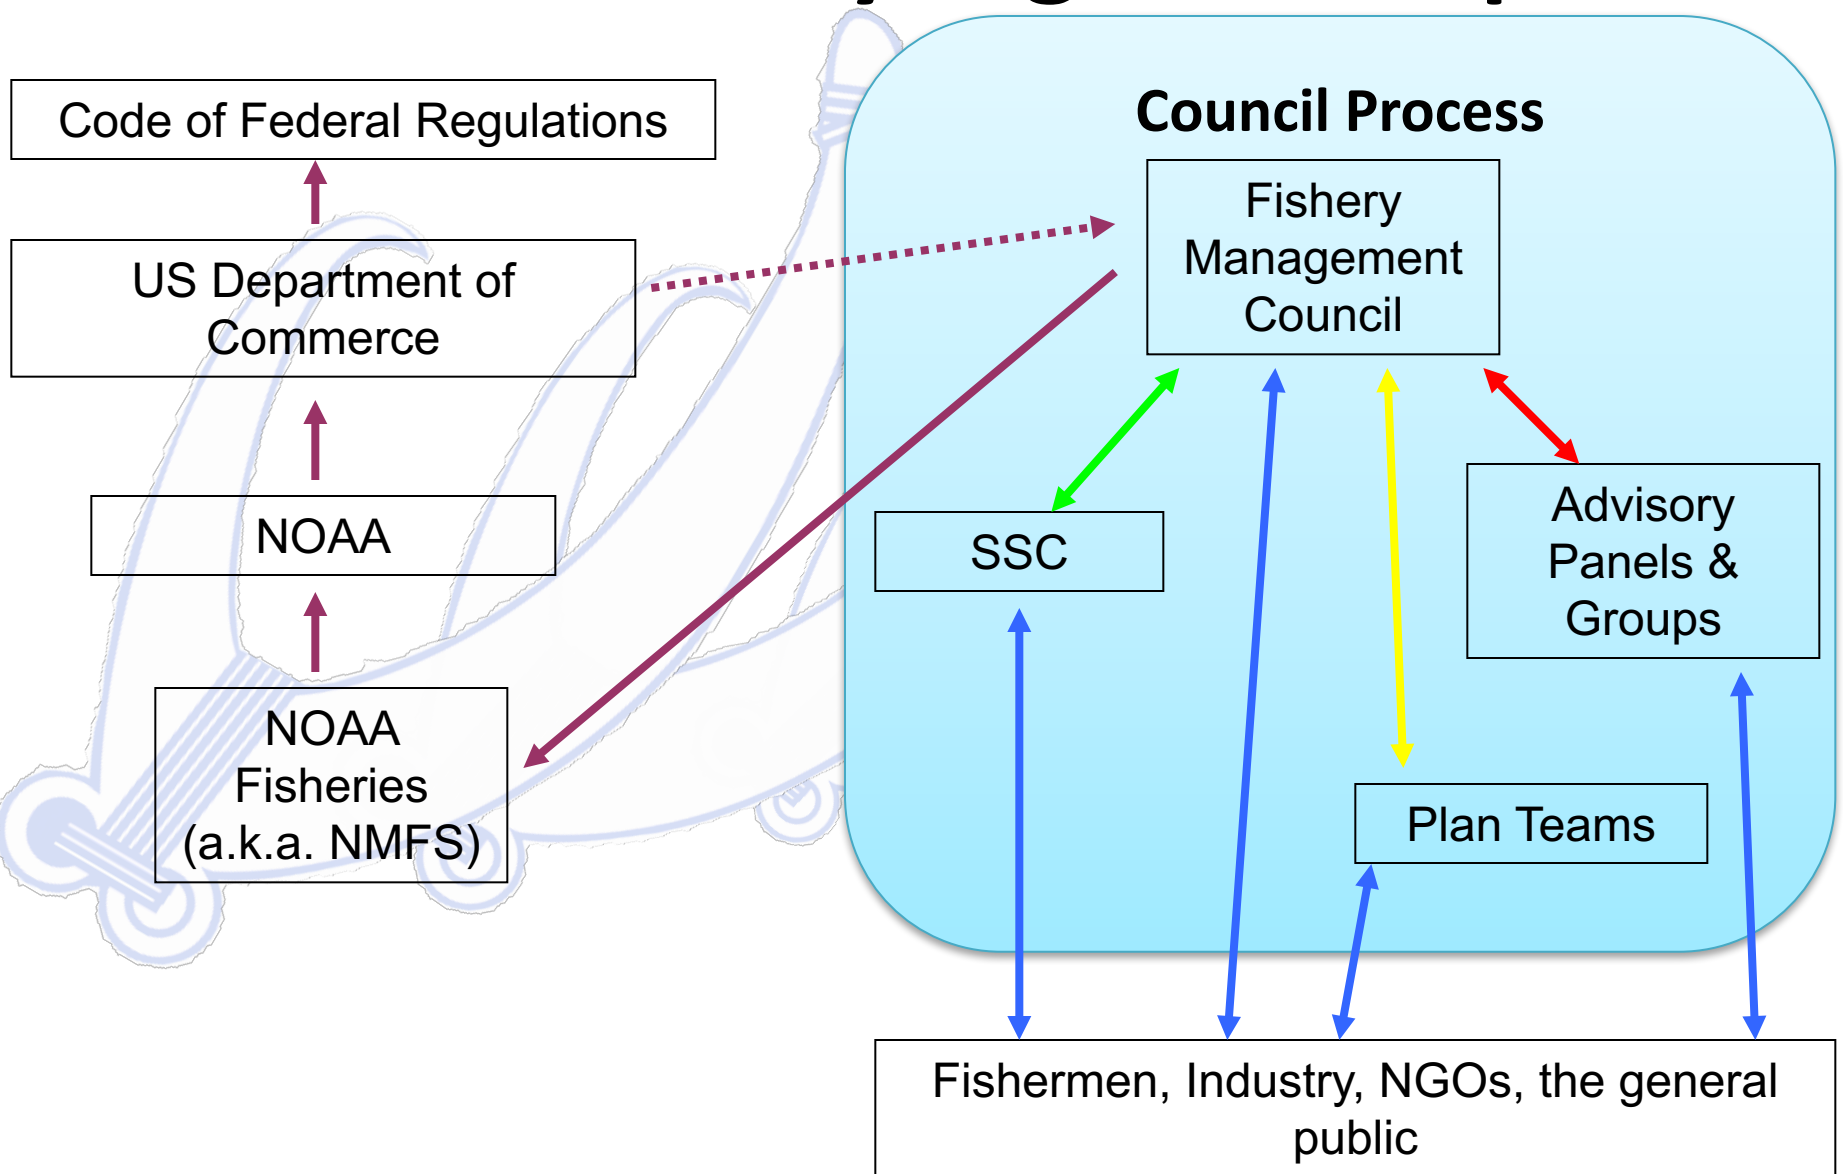 Code of Federal Regulations
US Department of
Commerce
NOAA
NOAA
Fisheries
(a.k.a. NMFS)
Council Process
Fishery
Management
Council
SSC
Advisory
Panels &
Groups
Plan Teams
Fishermen, Industry, NGOs, the general
public